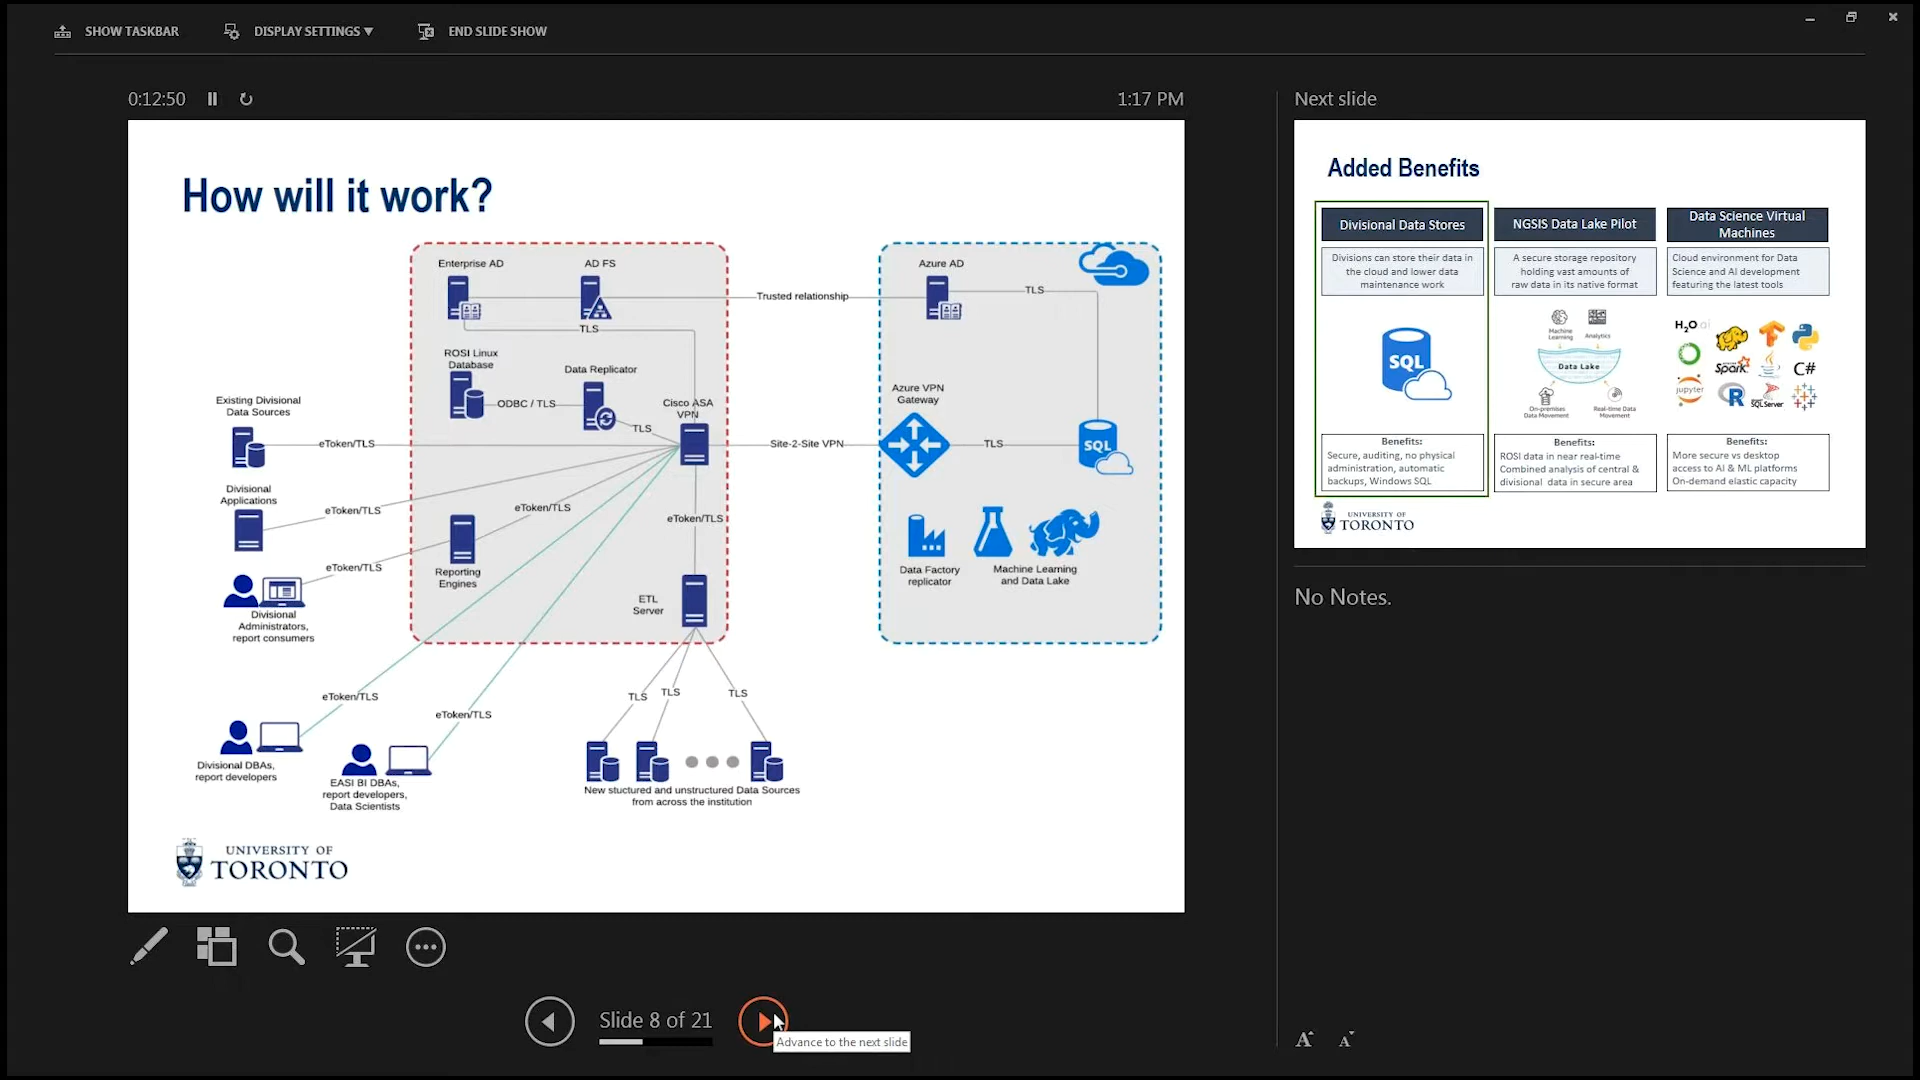 SHOW TASKBAR
DISPLAY SETTINGS ▼
END SLIDE SHOW
0:12:50
1:17 PM
How will it work?
Enterprise AD
AD FS
Trusted relationship
Azure AD
TLS
TLS
ROSI Linux
Database
Data Replicator
ODBC / TLS
Cisco ASA
VPN
TLS
Azure VPN
Gateway
Existing Divisional
Data Sources
eToken/TLS
Site-2-Site VPN
TLS
SQL
Divisional
Applications
eToken/TLS
eToken/TLS
eToken/TLS
eToken/TLS
Reporting
Engines
Data Factory
replicator
Machine Learning
and Data Lake
ETL
Server
Divisional
Administrators,
report consumers
eToken/TLS
eToken/TLS
TLS
TLS
TLS
Divisional DBAs,
report developers
EASI BI DBAs,
report developers,
Data Scientists
New stuctured and unstructured Data Sources
from across the institution
UNIVERSITY OF
TORONTO
Slide 8 of 21
Advance to the next slide
Next slide
Added Benefits
Divisional Data Stores
Divisions can store their data in
the cloud and lower data
maintenance work
SQL
Benefits:
Secure, auditing, no physical
administration, automatic
backups, Windows SQL
NGSIS Data Lake Pilot
A secure storage repository
holding vast amounts of
raw data in its native format
Machine
Learning
Analytics
Data Lake
On-premises
Data Movement
Real-time Data
Movement
Benefits:
ROSI data in near real-time
Combined analysis of central &
divisional data in secure area
Data Science Virtual
Machines
Cloud environment for Data
Science and AI development
featuring the latest tools
H2O ai
Spark
C#
jupyter
R
SQL Server
Benefits:
More secure vs desktop
access to AI & ML platforms
On-demand elastic capacity
UNIVERSITY OF
TORONTO
No Notes.
A A